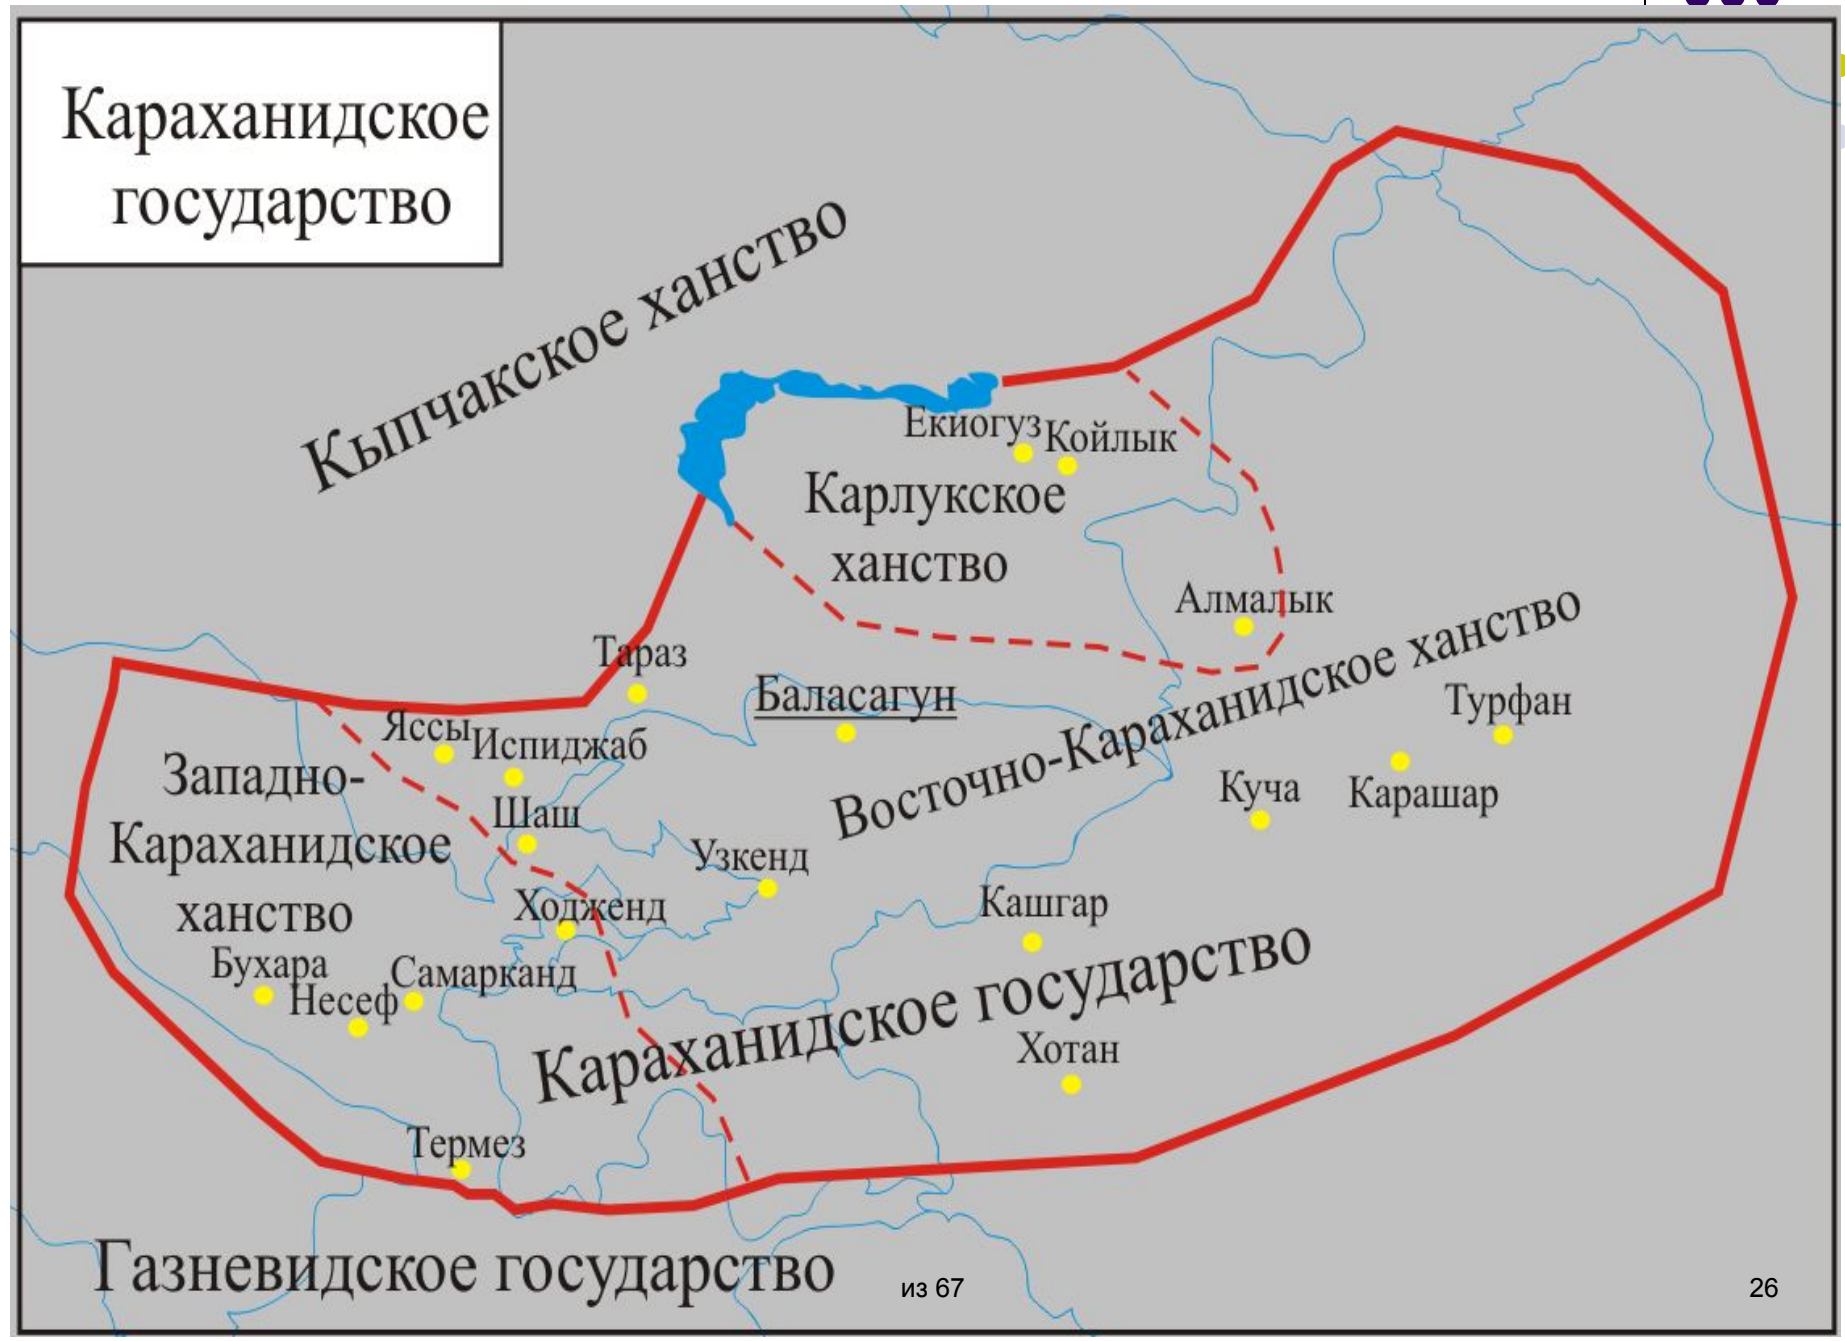 Караханидское
государство
Кыпчакское ханство
Екиогуз
Койлык
Карлукское
ханство
Алмалык
Тараз
Баласагун
Восточно-Караханидское ханство
Турфан
Яссы
Испиджаб
Западно-
Караханидское
ханство
Шаш
Куча
Карашар
Узкенд
Ходженд
Кашгар
Бухара
Несеф
Самарканд
Караханидское государство
Хотан
Термез
Газневидское государство
из 67
26